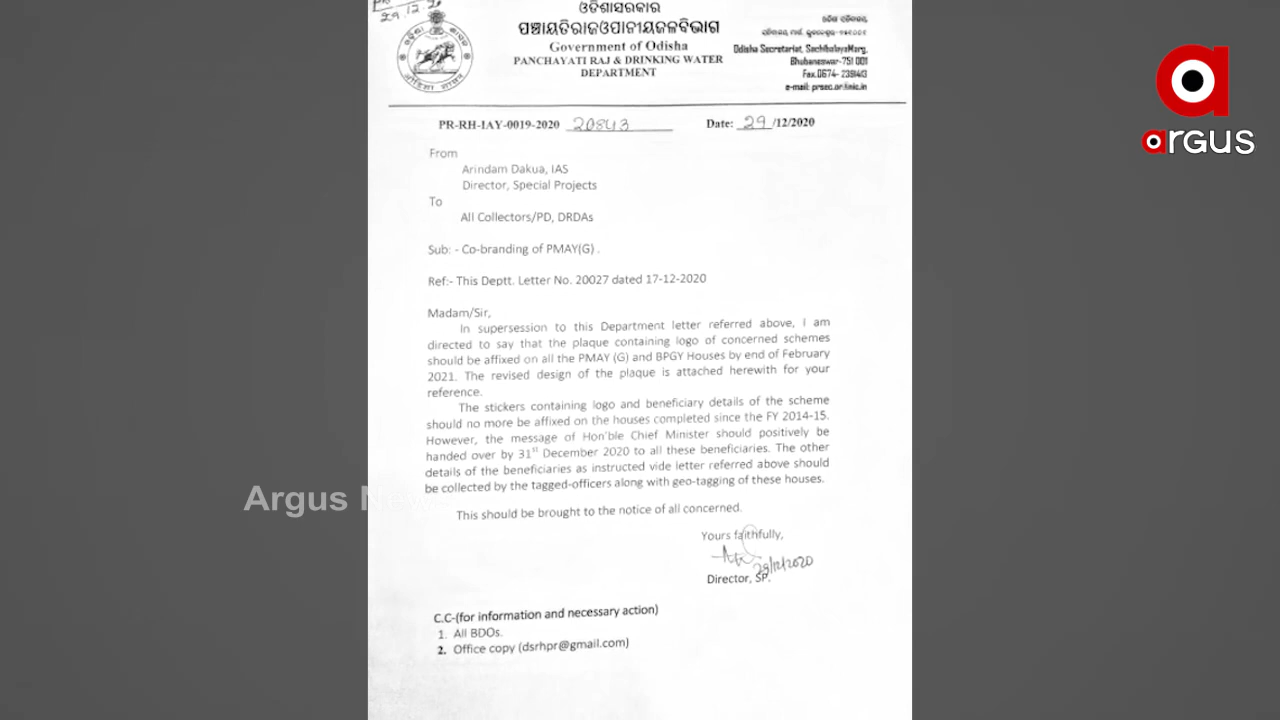 29.12.20
ଓଡିଶାସରକାର
ପଞ୍ଚାୟତିରାଜଓପାନୀୟଜଳବିଭାଗ
Government of Odisha
PANCHAYATI RAJ & DRINKING WATER
DEPARTMENT
Odisha Secretariat, SachibalayaMarg,
Bhubaneswar-751 001
Fax.0674- 2391413
e-mail: prsec.or@nic.in
argus
PR-RH-IAY-0019-2020 20843 Date: 29/12/2020
From
Arindam Dakua, IAS
Director, Special Projects
To
All Collectors/PD, DRDAs
Sub: - Co-branding of PMAY(G) .
Ref:- This Deptt. Letter No. 20027 dated 17-12-2020
Madam/Sir,
In supersession to this Department letter referred above, I am
directed to say that the plaque containing logo of concerned schemes
should be affixed on all the PMAY (G) and BPGY Houses by end of February
2021. The revised design of the plaque is attached herewith for your
reference.
The stickers containing logo and beneficiary details of the scheme
should no more be affixed on the houses completed since the FY 2014-15.
However, the message of Hon'ble Chief Minister should positively be
handed over by 31st December 2020 to all these beneficiaries. The other
details of the beneficiaries as instructed vide letter referred above should
be collected by the tagged-officers along with geo-tagging of these houses.
Argus News
This should be brought to the notice of all concerned.
Yours faithfully,
29/12/2020
Director, SP.
C.C-(for information and necessary action)
1. All BDOs.
2. Office copy (dsrhpr@gmail.com)